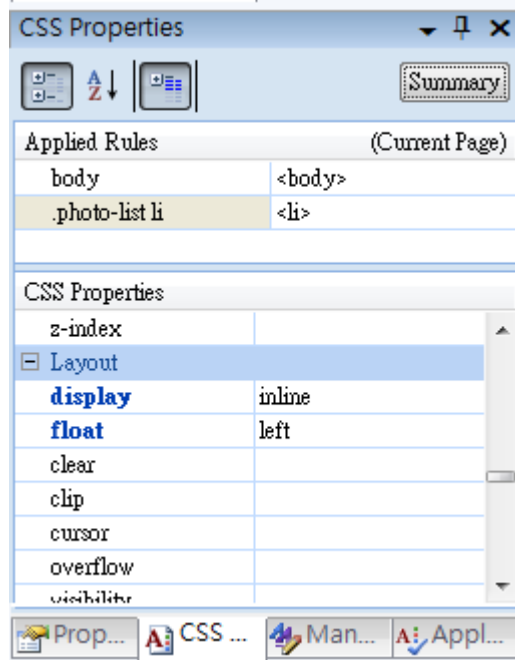 CSS Properties
Summary
Applied Rules (Current Page)
body <body>
.photo-list li <li>
CSS Properties
z-index
Layout
display inline
float left
clear
clip
cursor
overflow
visibility
Prop... CSS ... Man... Appl...